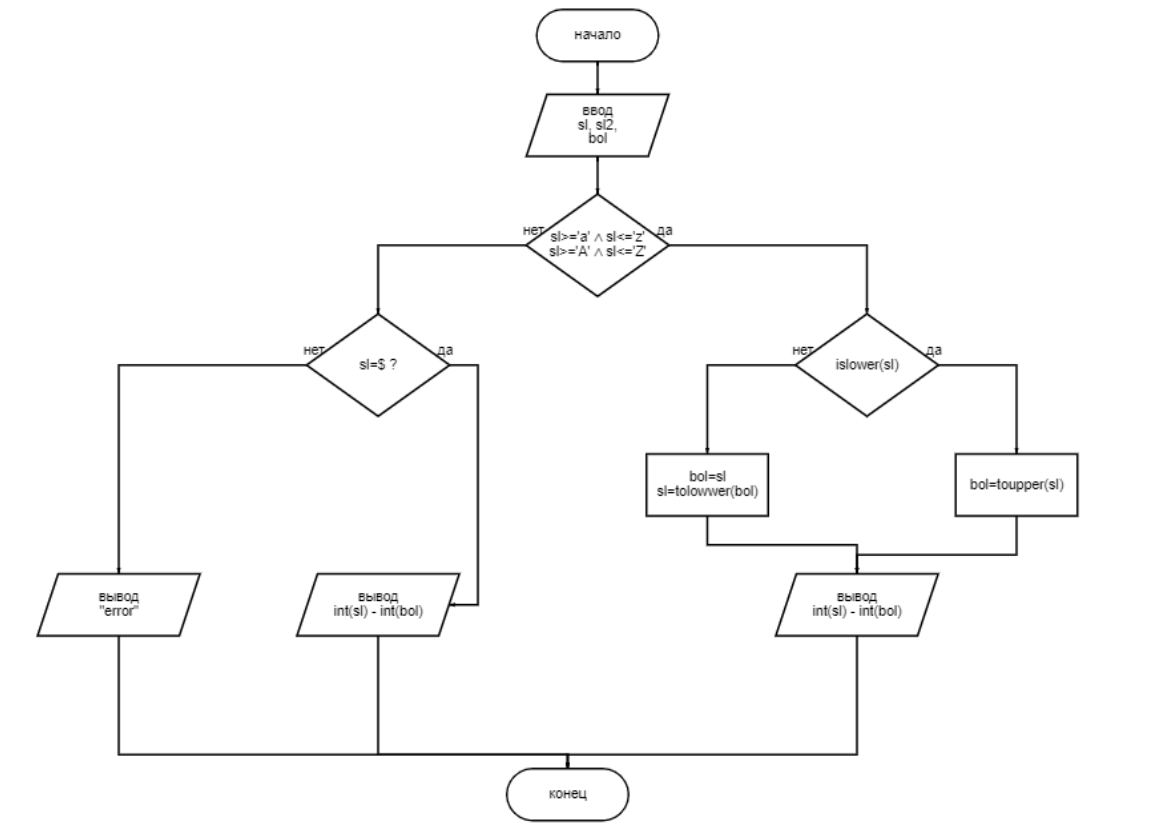 начало
ввод
sl, sl2,
bol
нет
sl>='a' ∧ sl<='z'
sl>='A' ∧ sl<='Z'
да
нет
sl=$ ?
да
нет
islower(sl)
да
bol=sl
sl=tolowwer(bol)
bol=toupper(sl)
вывод
"error"
вывод
int(sl) - int(bol)
вывод
int(sl) - int(bol)
конец